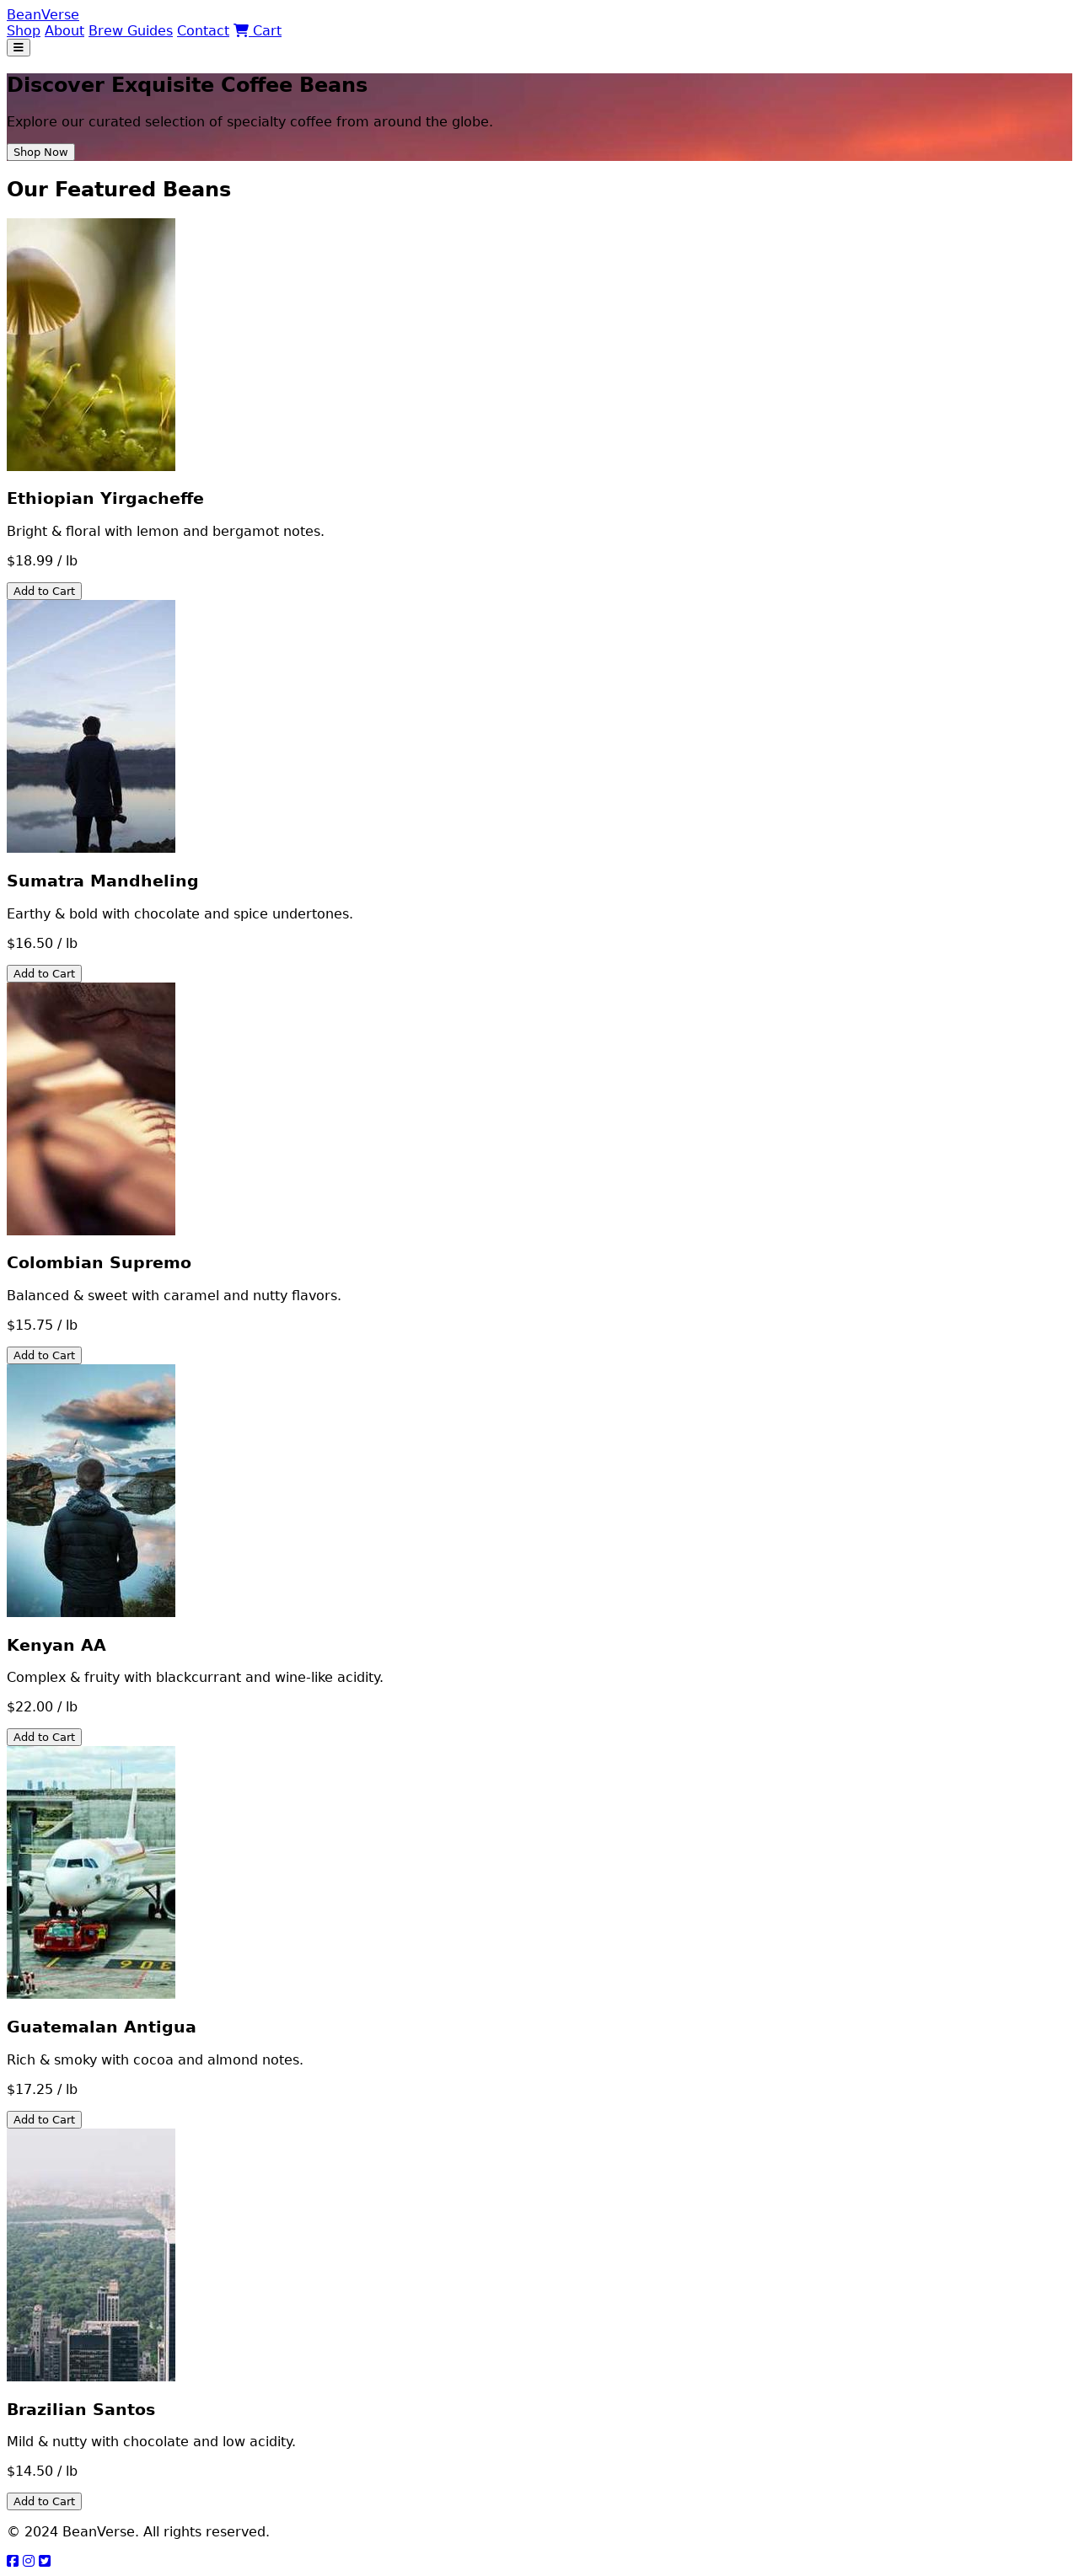 BeanVerse
Shop About Brew Guides Contact Cart
Discover Exquisite Coffee Beans
Explore our curated selection of specialty coffee from around the globe.
Shop Now
Our Featured Beans
Ethiopian Yirgacheffe
Bright & floral with lemon and bergamot notes.
$18.99 / lb
Add to Cart
Sumatra Mandheling
Earthy & bold with chocolate and spice undertones.
$16.50 / lb
Add to Cart
Colombian Supremo
Balanced & sweet with caramel and nutty flavors.
$15.75 / lb
Add to Cart
Kenyan AA
Complex & fruity with blackcurrant and wine-like acidity.
$22.00 / lb
Add to Cart
306
Guatemalan Antigua
Rich & smoky with cocoa and almond notes.
$17.25 / lb
Add to Cart
Brazilian Santos
Mild & nutty with chocolate and low acidity.
$14.50 / lb
Add to Cart
© 2024 BeanVerse. All rights reserved.